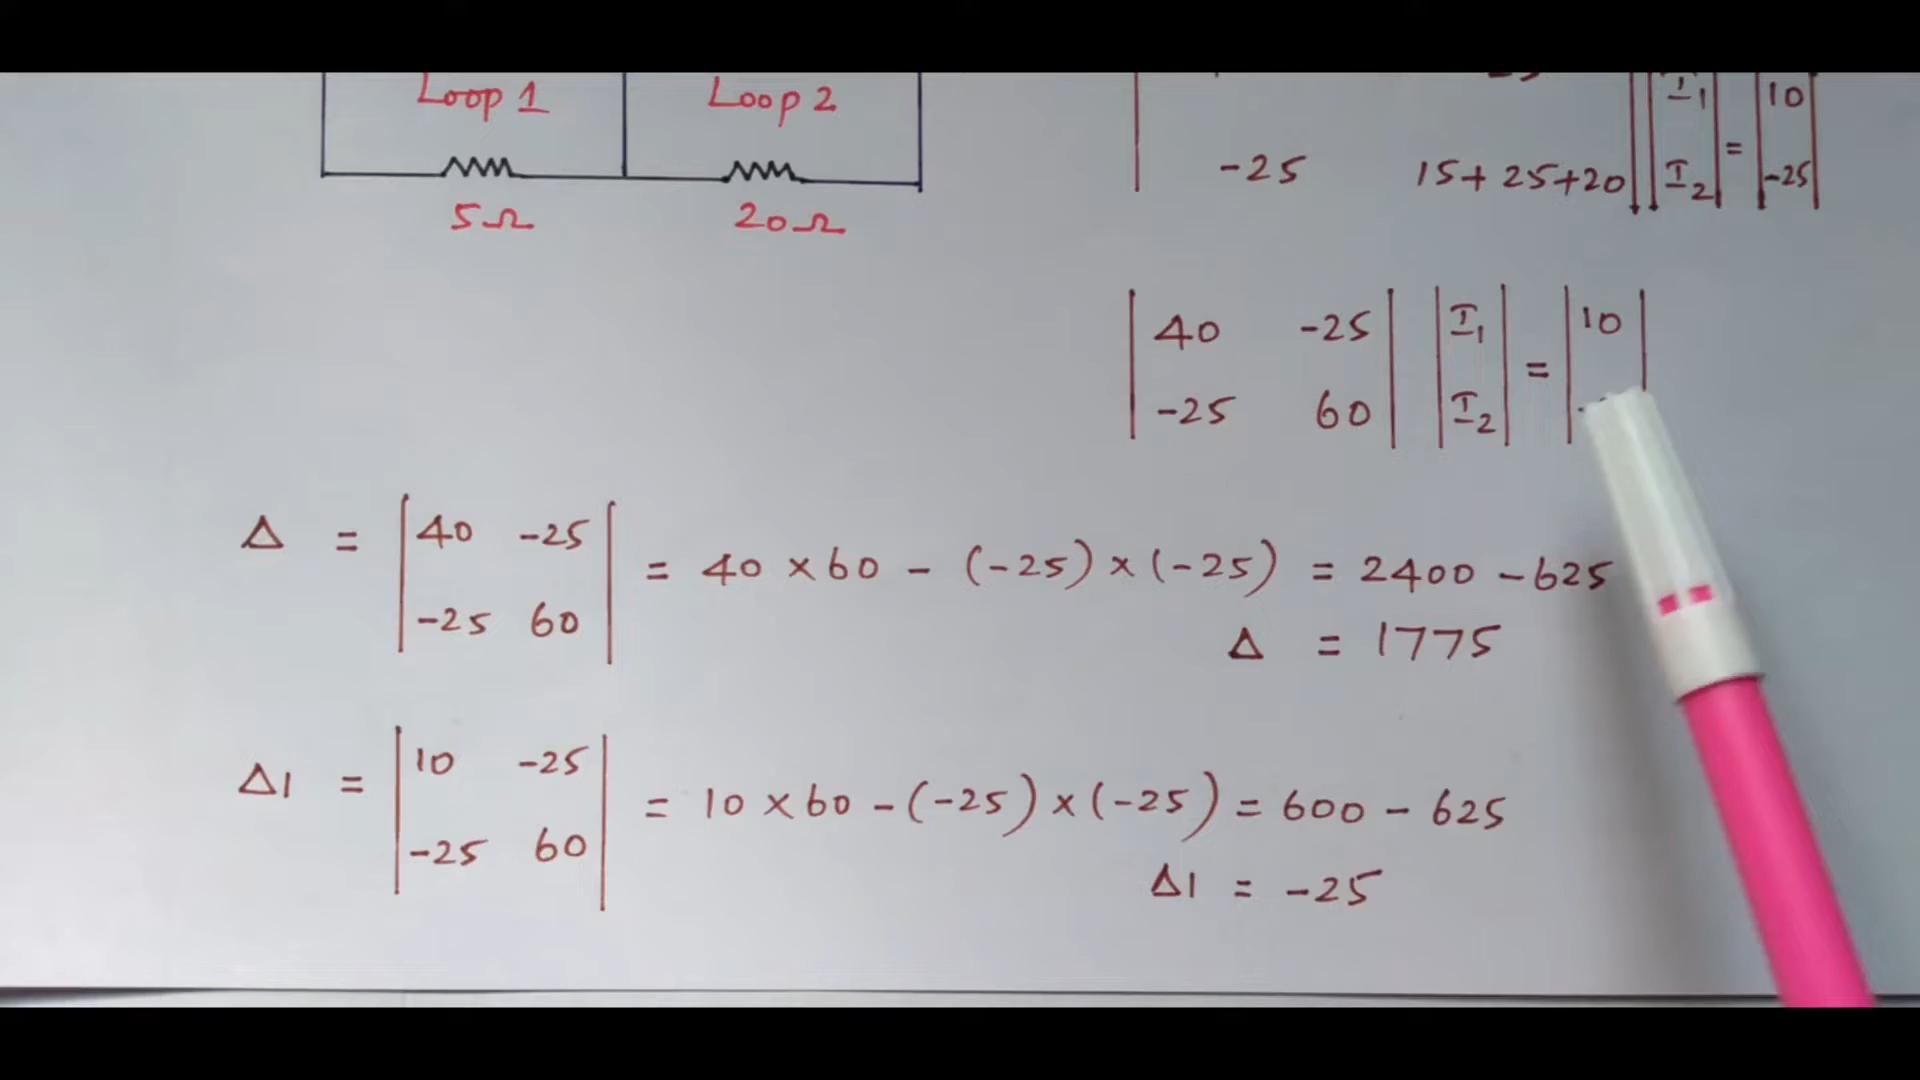 Loop 1 Loop 2
5Ω 20Ω
I1 10
-25 15+25+20 I2 = -25
40 -25 I1 = 10
-25 60 I2
Δ = 40 -25 = 40 × 60 - (-25) × (-25) = 2400 - 625
-25 60
Δ = 1775
Δ1 = 10 -25 = 10 × 60 - (-25) × (-25) = 600 - 625
-25 60
Δ1 = -25